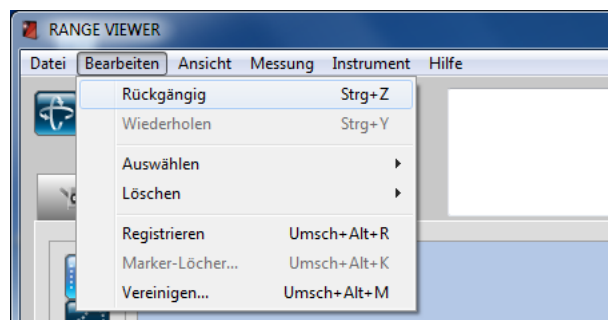 RANGE VIEWER
Datei Bearbeiten Ansicht Messung Instrument Hilfe
Rückgängig Strg+Z
Wiederholen Strg+Y
Auswählen
Löschen
Registrieren Umsch+Alt+R
Marker-Löcher... Umsch+Alt+K
Vereinigen... Umsch+Alt+M